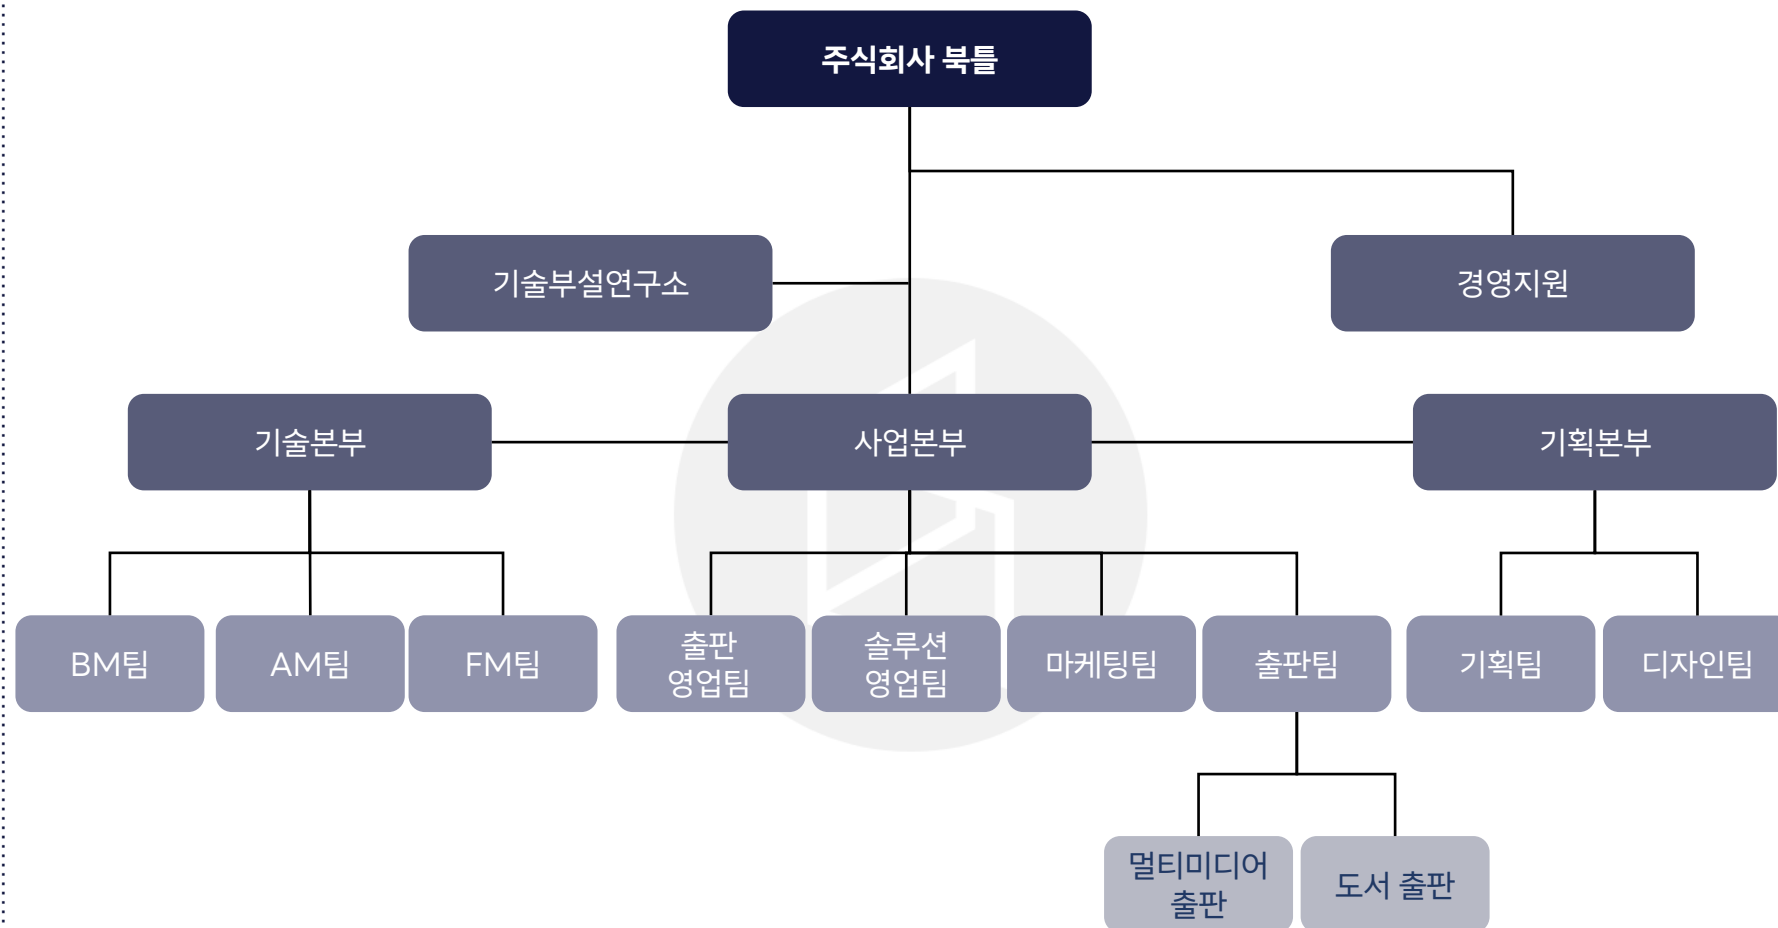 주식회사 북틀
기술부설연구소
경영지원
기술본부
사업본부
기획본부
BM팀
AM팀
FM팀
출판
영업팀
솔루션
영업팀
마케팅팀
출판팀
기획팀
디자인팀
멀티미디어
출판
도서 출판